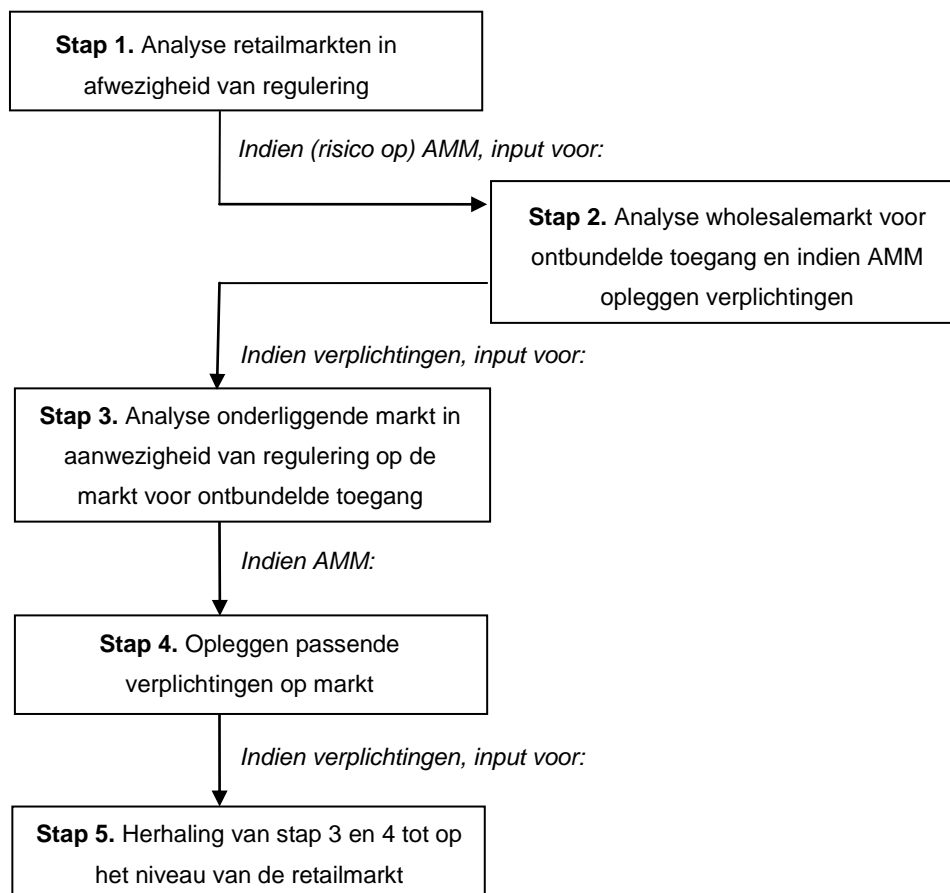 Stap 1. Analyse retailmarkten in
afwezigheid van regulering
Indien (risico op) AMM, input voor:
Stap 2. Analyse wholesalemarkt voor
ontbundelde toegang en indien AMM
opleggen verplichtingen
Indien verplichtingen, input voor:
Stap 3. Analyse onderliggende markt in
aanwezigheid van regulering op de
markt voor ontbundelde toegang
Indien AMM:
Stap 4. Opleggen passende
verplichtingen op markt
Indien verplichtingen, input voor:
Stap 5. Herhaling van stap 3 en 4 tot op
het niveau van de retailmarkt